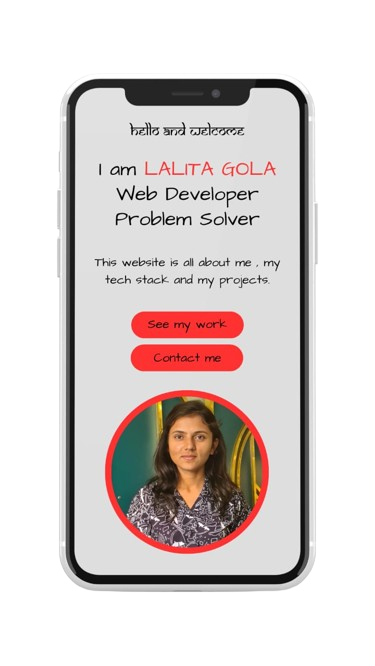 hello and welcome
I am LALITA GOLA
Web Developer
Problem Solver
This website is all about me , my
tech stack and my projects.
See my work
Contact me